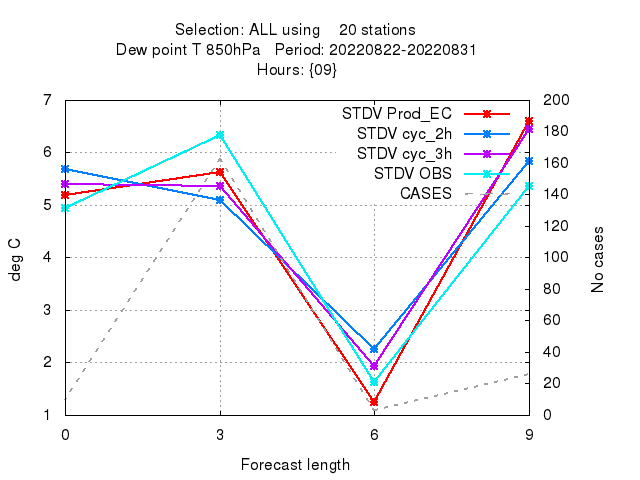 Selection: ALL using    20 stations
Dew point T 850hPa   Period: 20220822-20220831
Hours: {09}
7 200
STDV Prod_EC
180
STDV cyc_2h
6 STDV cyc_3h 160
STDV OBS
5 CASES 140
120
4 100
80
3 60
40
2 20
1 0
0 3 6 9
deg C
No cases
Forecast length